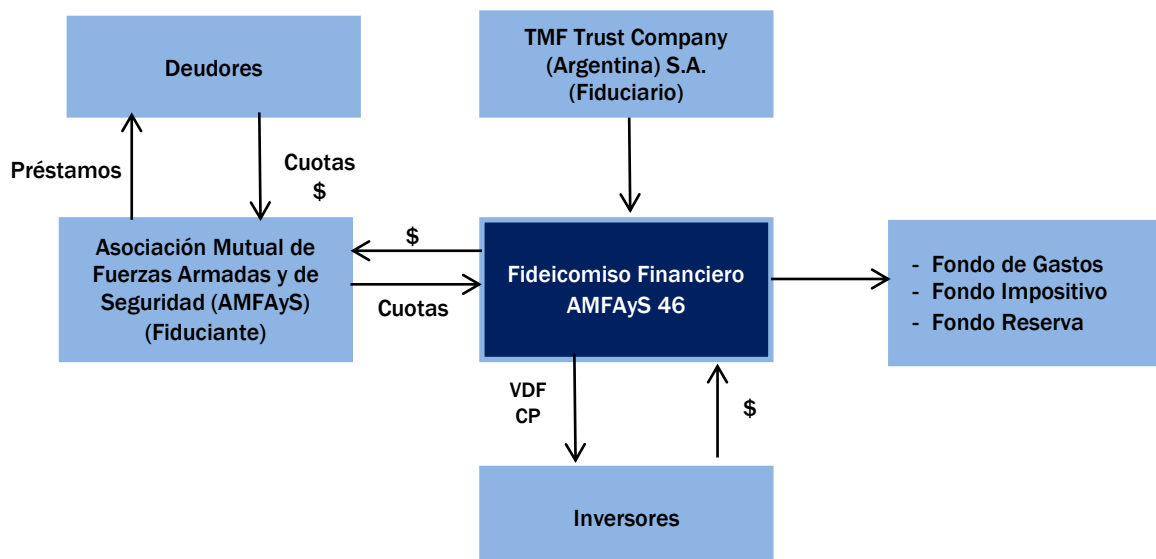 Deudores
TMF Trust Company
(Argentina) S.A.
(Fiduciario)
Préstamos
Cuotas
$
Asociación Mutual de
Fuerzas Armadas y de
Seguridad (AMFAyS)
(Fiduciante)
$
Cuotas
Fideicomiso Financiero
AMFAyS 46
- Fondo de Gastos
- Fondo Impositivo
- Fondo Reserva
VDF
CP
$
Inversores